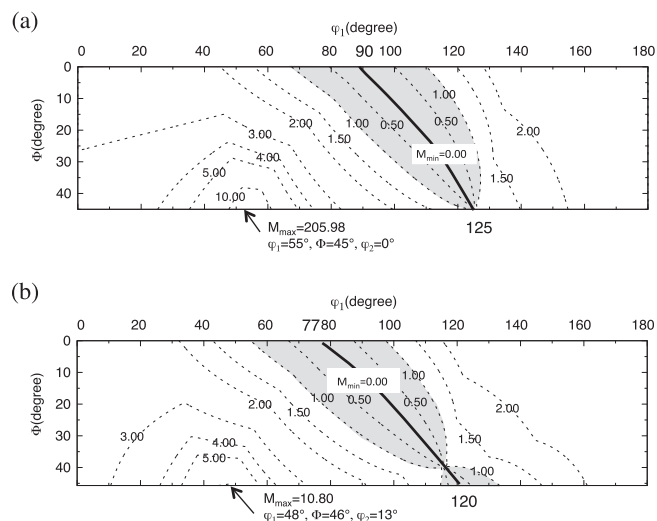 (a)
φ1(degree)
0 20 40 60 80 90 100 120 140 160 180
Φ(degree)
0
10
20
30
40
1.00
0.50
2.00
1.00
0.50
2.00
3.00
1.50
4.00
Mmin=0.00
5.00
1.50
10.00
Mmax=205.98
125
φ1=55°, Φ=45°, φ2=0°
(b)
φ1(degree)
0 20 40 60 7780 100 120 140 160 180
Φ(degree)
0
10
20
30
40
Mmin=0.00
1.00
2.00
1.00
0.50
0.50
2.00
1.50
3.00
4.00
1.50
5.00
1.00
Mmax=10.80
120
φ1=48°, Φ=46°, φ2=13°